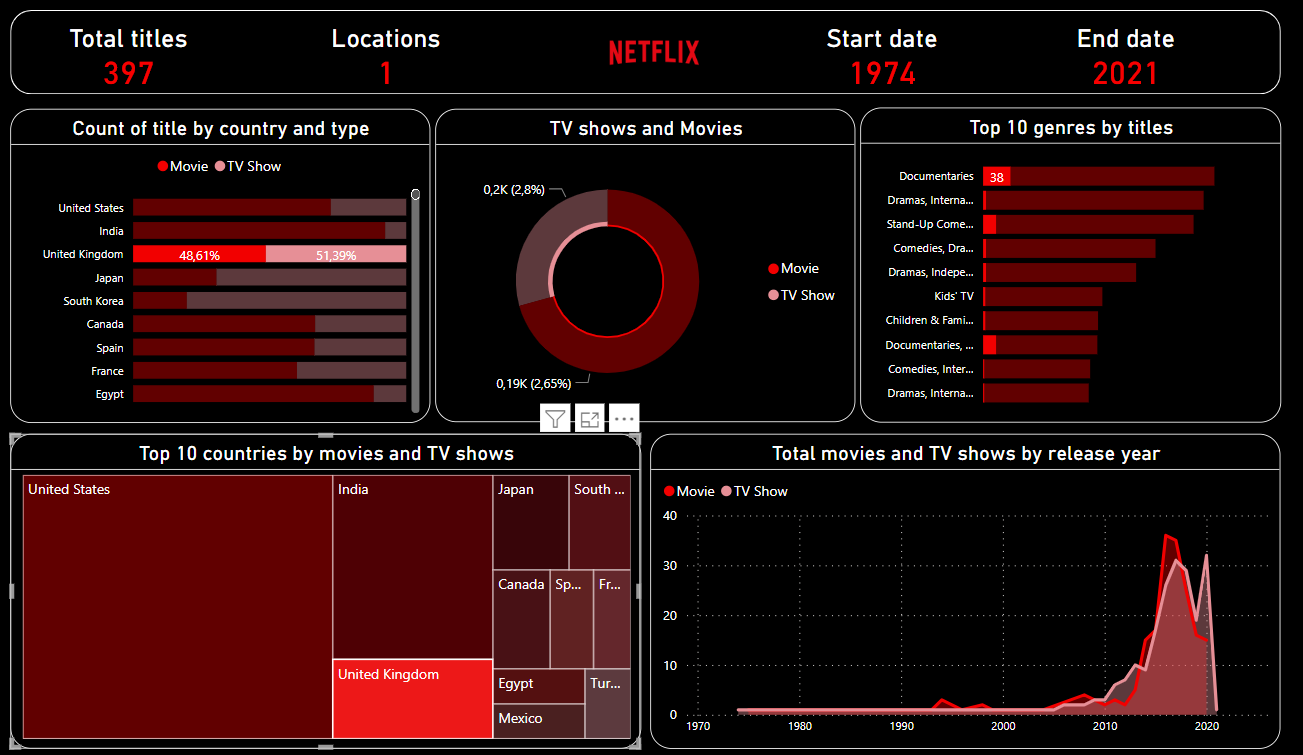 Total titles
397
Locations
1
NETFLIX
Start date
1974
End date
2021
Count of title by country and type
Movie TV Show
United States
India
United Kingdom 48,61% 51,39%
Japan
South Korea
Canada
Spain
France
Egypt
TV shows and Movies
0,2K (2,8%)
0,19K (2,65%)
Movie
TV Show
Top 10 genres by titles
Documentaries 38
Dramas, Interna...
Stand-Up Come...
Comedies, Dra...
Dramas, Indepe...
Kids' TV
Children & Fami...
Documentaries, ...
Comedies, Inter...
Dramas, Interna...
Top 10 countries by movies and TV shows
United States
India
United Kingdom
Japan
South ...
Canada
Sp...
Fr...
Egypt
Mexico
Tur...
Total movies and TV shows by release year
Movie TV Show
40
30
20
10
0
1970 1980 1990 2000 2010 2020